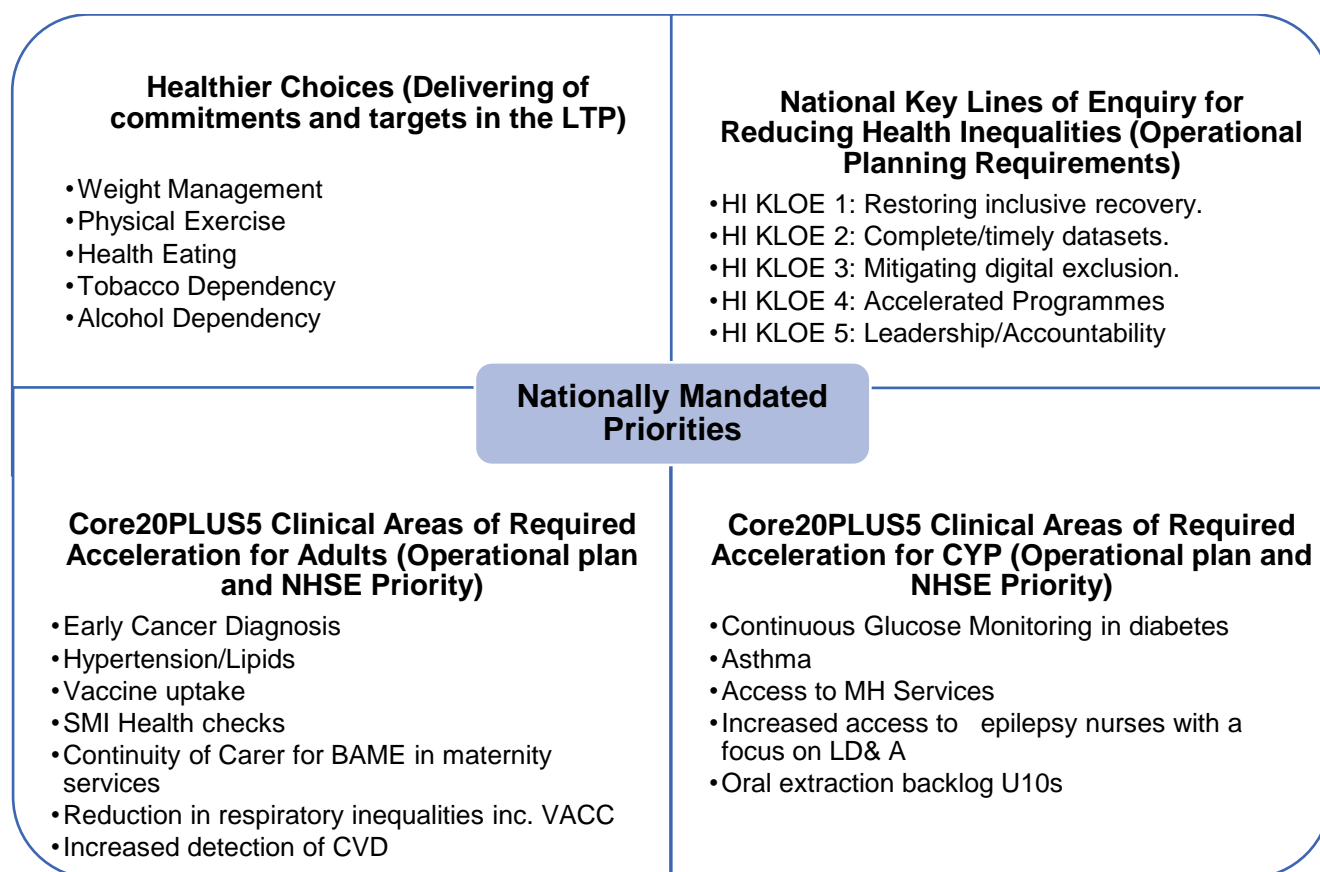 Healthier Choices (Delivering of
commitments and targets in the LTP)
•Weight Management
•Physical Exercise
•Health Eating
•Tobacco Dependency
•Alcohol Dependency
National Key Lines of Enquiry for
Reducing Health Inequalities (Operational
Planning Requirements)
•HI KLOE 1: Restoring inclusive recovery.
•HI KLOE 2: Complete/timely datasets.
•HI KLOE 3: Mitigating digital exclusion.
•HI KLOE 4: Accelerated Programmes
•HI KLOE 5: Leadership/Accountability
Nationally Mandated
Priorities
Core20PLUS5 Clinical Areas of Required
Acceleration for Adults (Operational plan
and NHSE Priority)
•Early Cancer Diagnosis
•Hypertension/Lipids
•Vaccine uptake
•SMI Health checks
•Continuity of Carer for BAME in maternity
services
•Reduction in respiratory inequalities inc. VACC
•Increased detection of CVD
Core20PLUS5 Clinical Areas of Required
Acceleration for CYP (Operational plan and
NHSE Priority)
•Continuous Glucose Monitoring in diabetes
•Asthma
•Access to MH Services
•Increased access to epilepsy nurses with a
focus on LD& A
•Oral extraction backlog U10s